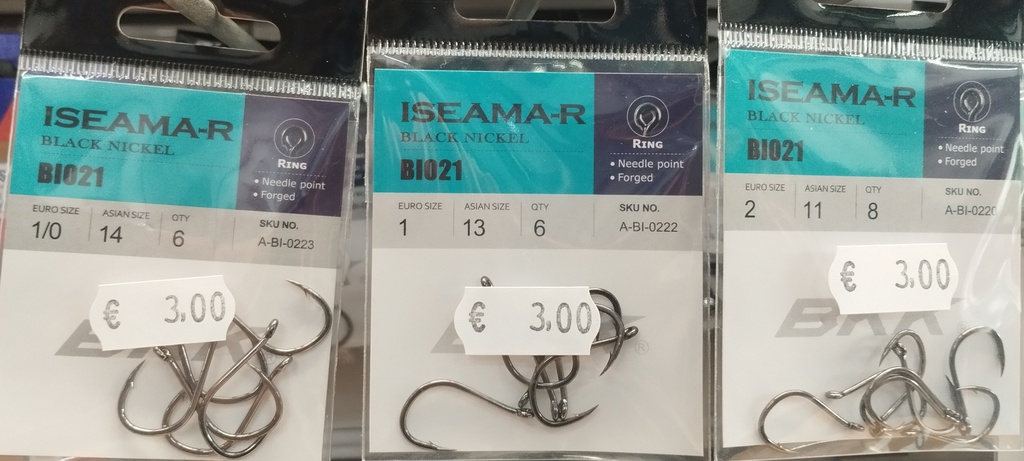 ISEAMA-R
BLACK NICKEL
BI021
RING
• Needle point
• Forged
EURO SIZE ASIAN SIZE QTY SKU NO.
1/0 14 6 A-BI-0223
€ 3,00
ISEAMA-R
BLACK NICKEL
BI021
RING
• Needle point
• Forged
EURO SIZE ASIAN SIZE QTY SKU NO.
1 13 6 A-BI-0222
€ 3,00
®
ISEAMA-R
BLACK NICKEL
BI021
RING
• Needle point
• Forged
EURO SIZE ASIAN SIZE QTY SKU NO.
2 11 8 A-BI-0220
€ 3,00
BKK